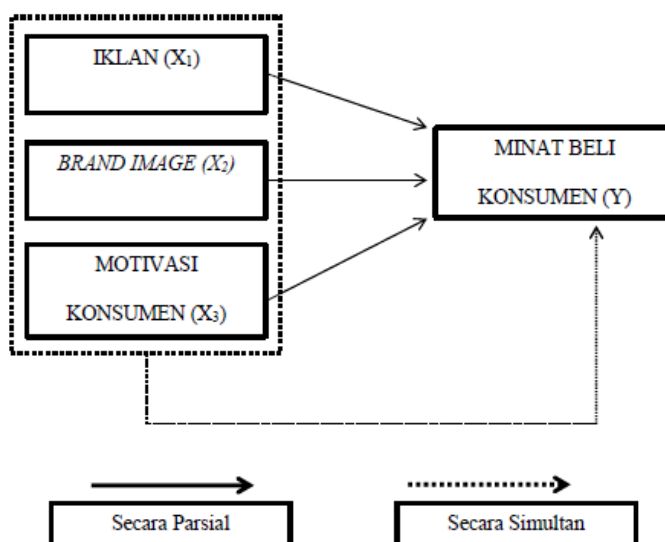 IKLAN (X₁)
BRAND IMAGE (X₂)
MOTIVASI
KONSUMEN (X₃)
MINAT BELI
KONSUMEN (Y)
Secara Parsial
Secara Simultan